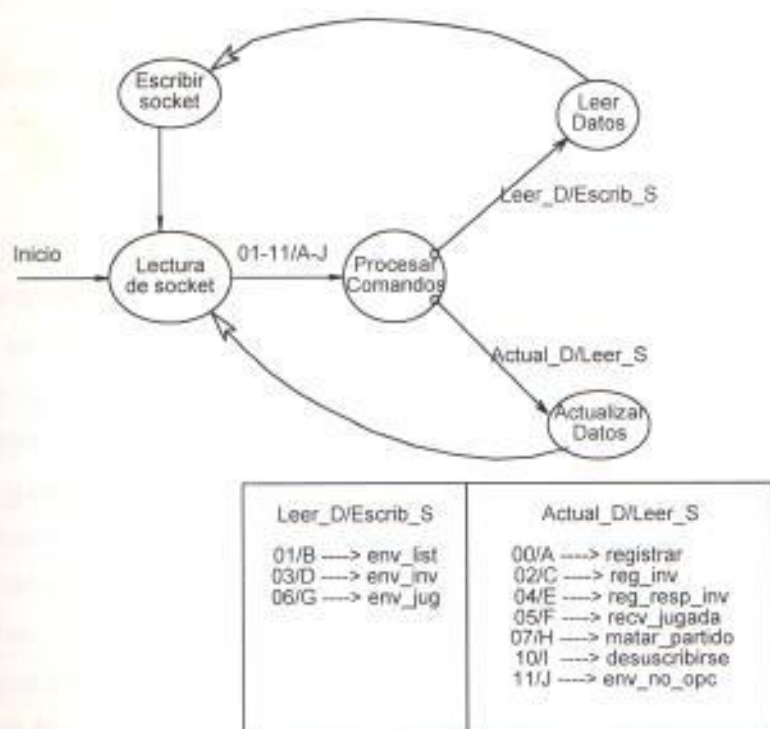 Escribir
socket
Leer
Datos
Leer_D/Escrib_S
Inicio
Lectura
de socket
01-11/A-J
Procesar
Comandos
Actual_D/Leer_S
Actualizar
Datos
Leer_D/Escrib_S
01/B ----> env_list
03/D ----> env_inv
06/G ----> env_jug
Actual_D/Leer_S
00/A ----> registrar
02/C ----> reg_inv
04/E ----> reg_resp_inv
05/F ----> recv_jugada
07/H ----> matar_partido
10/I ----> desuscribirse
11/J ----> env_no_opc